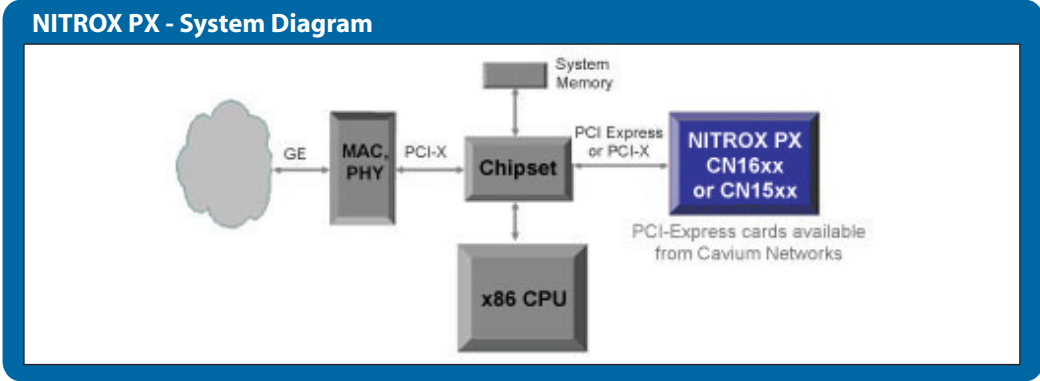 NITROX PX - System Diagram
System
Memory
GE
MAC,
PHY
PCI-X
Chipset
PCI Express
or PCI-X
NITROX PX
CN16xx
or CN15xx
PCI-Express cards available
from Cavium Networks
x86 CPU